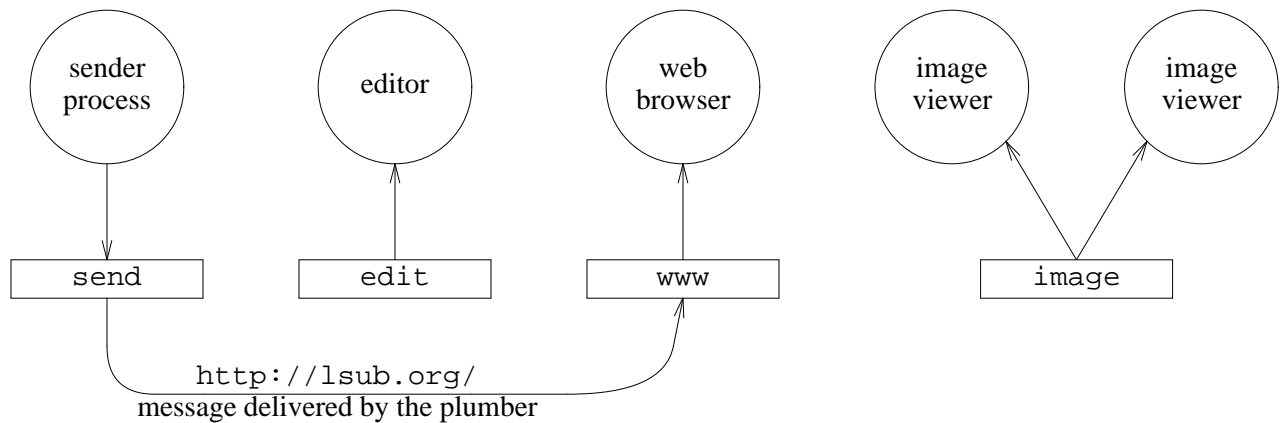 sender
process
editor
web
browser
image
viewer
image
viewer
send
edit
www
image
http://lsub.org/
message delivered by the plumber